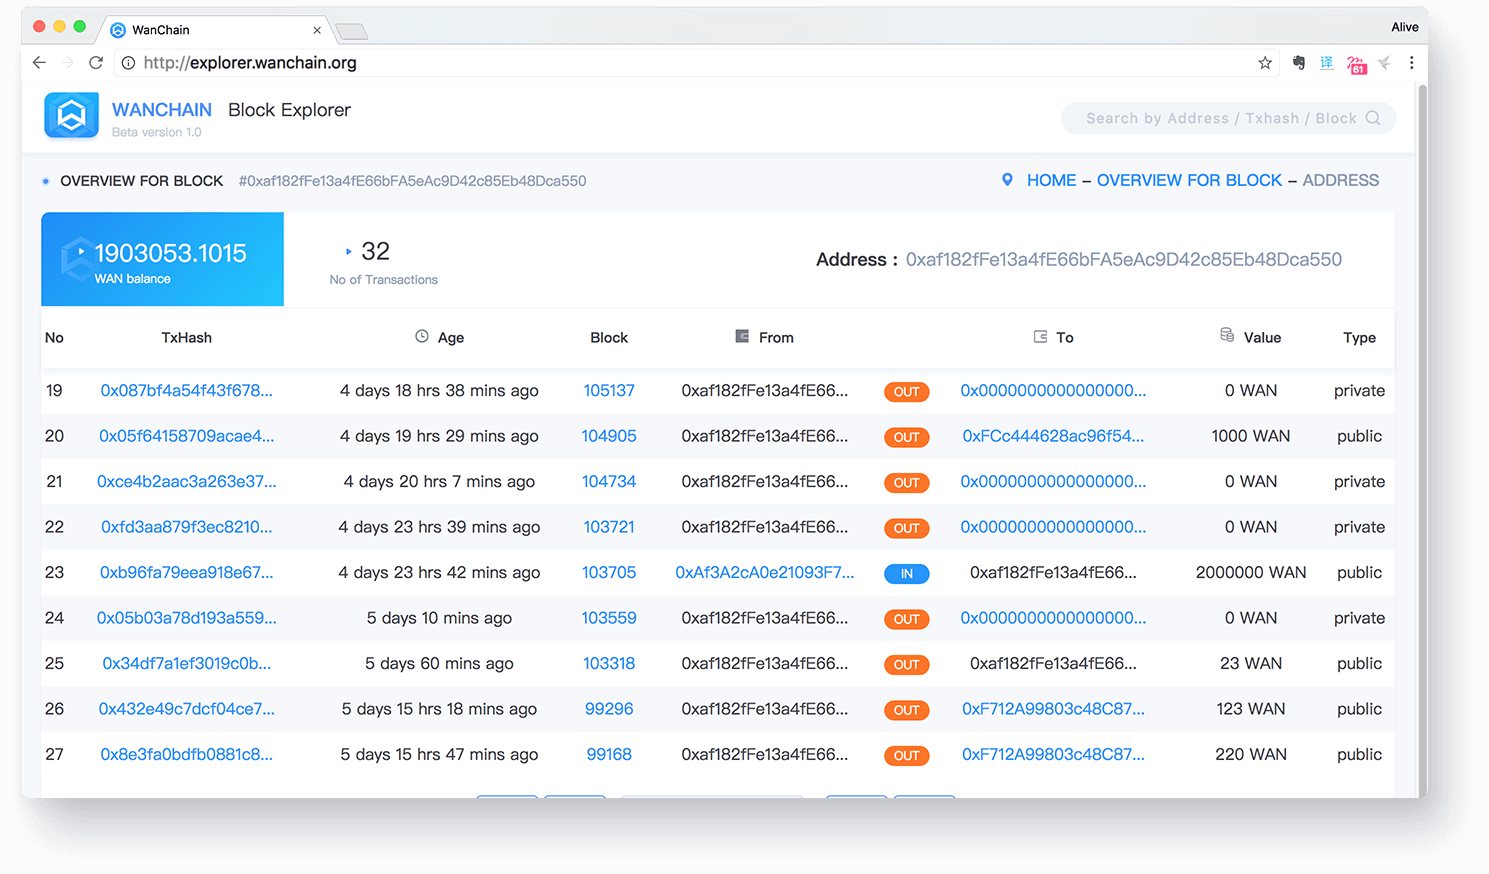 WanChain
Alive
http://explorer.wanchain.org
译
61
WANCHAIN Block Explorer
Beta version 1.0
Search by Address / Txhash / Block
OVERVIEW FOR BLOCK #0xaf182fFe13a4fE66bFA5eAc9D42c85Eb48Dca550
HOME – OVERVIEW FOR BLOCK – ADDRESS
1903053.1015
WAN balance
32
No of Transactions
Address : 0xaf182fFe13a4fE66bFA5eAc9D42c85Eb48Dca550
No TxHash Age Block From To Value Type
19 0x087bf4a54f43f678... 4 days 18 hrs 38 mins ago 105137 0xaf182fFe13a4fE66... OUT 0x0000000000000000... 0 WAN private
20 0x05f64158709acae4... 4 days 19 hrs 29 mins ago 104905 0xaf182fFe13a4fE66... OUT 0xFCc444628ac96f54... 1000 WAN public
21 0xce4b2aac3a263e37... 4 days 20 hrs 7 mins ago 104734 0xaf182fFe13a4fE66... OUT 0x0000000000000000... 0 WAN private
22 0xfd3aa879f3ec8210... 4 days 23 hrs 39 mins ago 103721 0xaf182fFe13a4fE66... OUT 0x0000000000000000... 0 WAN private
23 0xb96fa79eea918e67... 4 days 23 hrs 42 mins ago 103705 0xAf3A2cA0e21093F7... IN 0xaf182fFe13a4fE66... 2000000 WAN public
24 0x05b03a78d193a559... 5 days 10 mins ago 103559 0xaf182fFe13a4fE66... OUT 0x0000000000000000... 0 WAN private
25 0x34df7a1ef3019c0b... 5 days 60 mins ago 103318 0xaf182fFe13a4fE66... OUT 0xaf182fFe13a4fE66... 23 WAN public
26 0x432e49c7dcf04ce7... 5 days 15 hrs 18 mins ago 99296 0xaf182fFe13a4fE66... OUT 0xF712A99803c48C87... 123 WAN public
27 0x8e3fa0bdfb0881c8... 5 days 15 hrs 47 mins ago 99168 0xaf182fFe13a4fE66... OUT 0xF712A99803c48C87... 220 WAN public